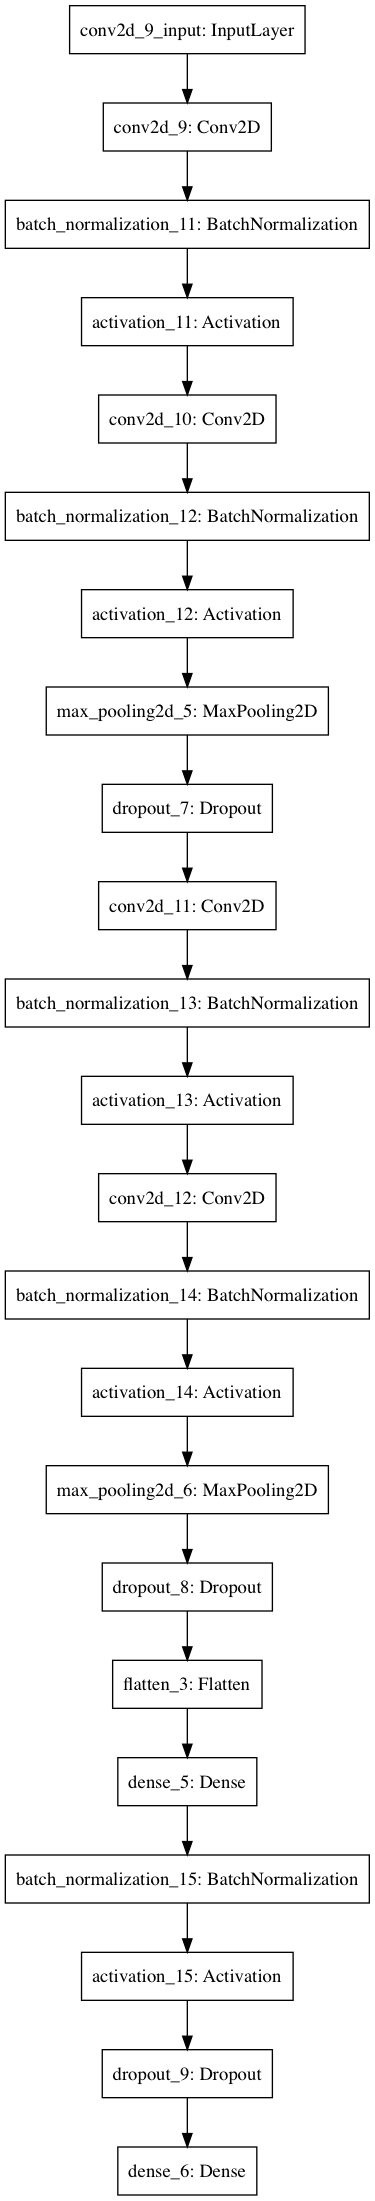 conv2d_9_input: InputLayer
conv2d_9: Conv2D
batch_normalization_11: BatchNormalization
activation_11: Activation
conv2d_10: Conv2D
batch_normalization_12: BatchNormalization
activation_12: Activation
max_pooling2d_5: MaxPooling2D
dropout_7: Dropout
conv2d_11: Conv2D
batch_normalization_13: BatchNormalization
activation_13: Activation
conv2d_12: Conv2D
batch_normalization_14: BatchNormalization
activation_14: Activation
max_pooling2d_6: MaxPooling2D
dropout_8: Dropout
flatten_3: Flatten
dense_5: Dense
batch_normalization_15: BatchNormalization
activation_15: Activation
dropout_9: Dropout
dense_6: Dense